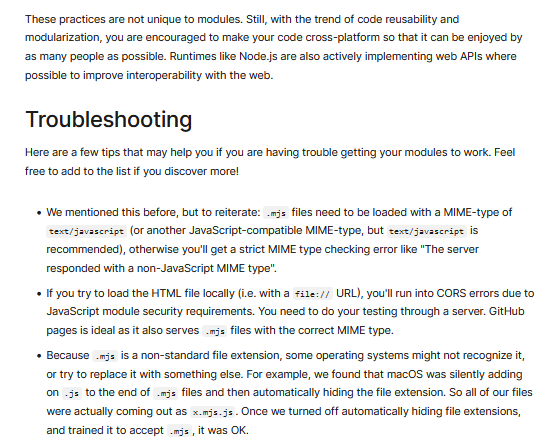 These practices are not unique to modules. Still, with the trend of code reusability and
modularization, you are encouraged to make your code cross-platform so that it can be enjoyed by
as many people as possible. Runtimes like Node.js are also actively implementing web APIs where
possible to improve interoperability with the web.
Troubleshooting
Here are a few tips that may help you if you are having trouble getting your modules to work. Feel
free to add to the list if you discover more!
• We mentioned this before, but to reiterate: .mjs files need to be loaded with a MIME-type of
text/javascript (or another JavaScript-compatible MIME-type, but text/javascript is
recommended), otherwise you'll get a strict MIME type checking error like "The server
responded with a non-JavaScript MIME type".
• If you try to load the HTML file locally (i.e. with a file:// URL), you'll run into CORS errors due to
JavaScript module security requirements. You need to do your testing through a server. GitHub
pages is ideal as it also serves .mjs files with the correct MIME type.
• Because .mjs is a non-standard file extension, some operating systems might not recognize it,
or try to replace it with something else. For example, we found that macOS was silently adding
on .js to the end of .mjs files and then automatically hiding the file extension. So all of our files
were actually coming out as x.mjs.js. Once we turned off automatically hiding file extensions,
and trained it to accept .mjs, it was OK.